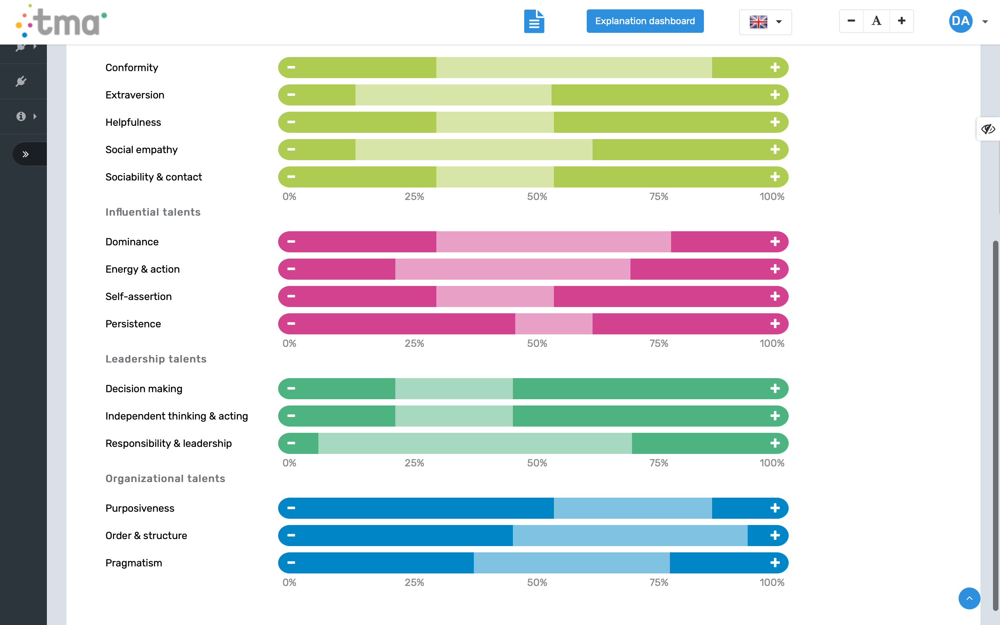 tma
Explanation dashboard
A
DA
Conformity
Extraversion
Helpfulness
Social empathy
Sociability & contact
0% 25% 50% 75% 100%
Influential talents
Dominance
Energy & action
Self-assertion
Persistence
0% 25% 50% 75% 100%
Leadership talents
Decision making
Independent thinking & acting
Responsibility & leadership
0% 25% 50% 75% 100%
Organizational talents
Purposiveness
Order & structure
Pragmatism
0% 25% 50% 75% 100%